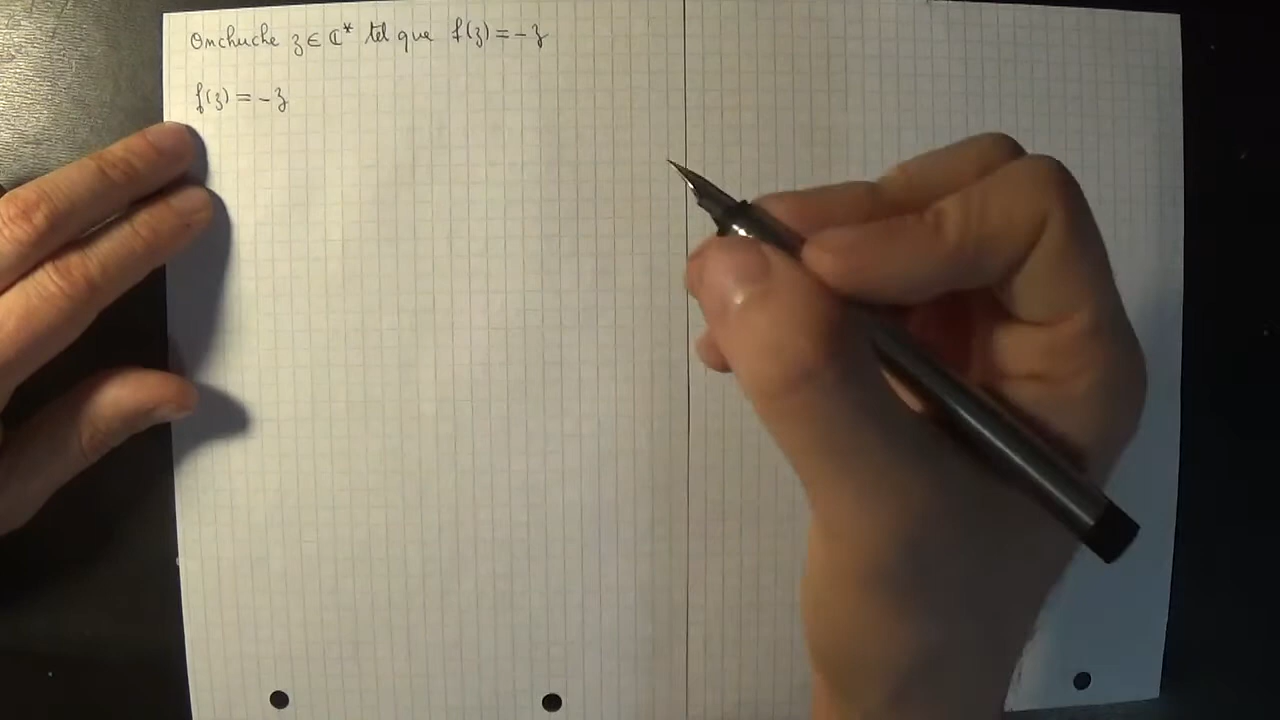 On cherche z ∈ ℂ* tel que f(z) = -z
f(z) = -z